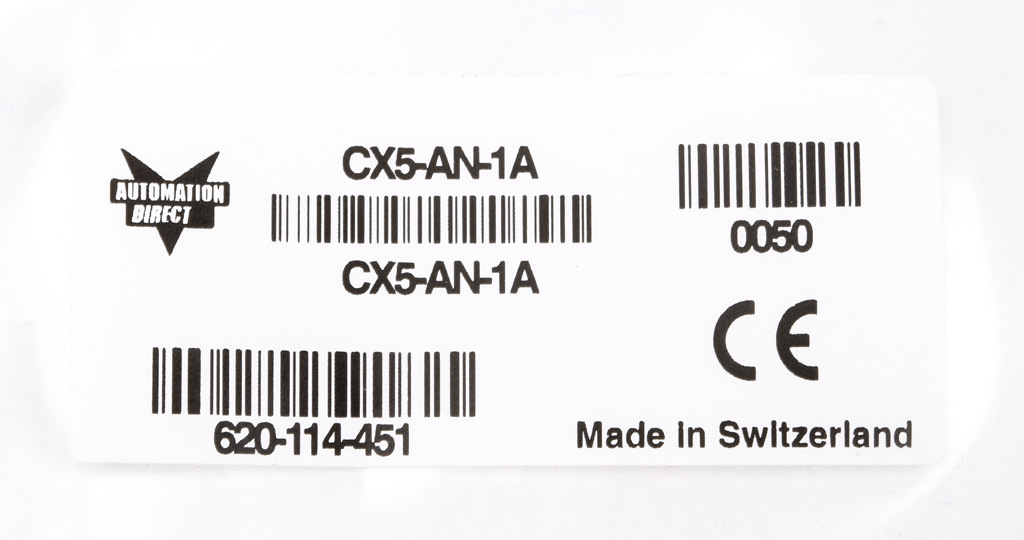 AUTOMATION
DIRECT
CX5-AN-1A
CX5-AN-1A
0050
CE
620-114-451
Made in Switzerland